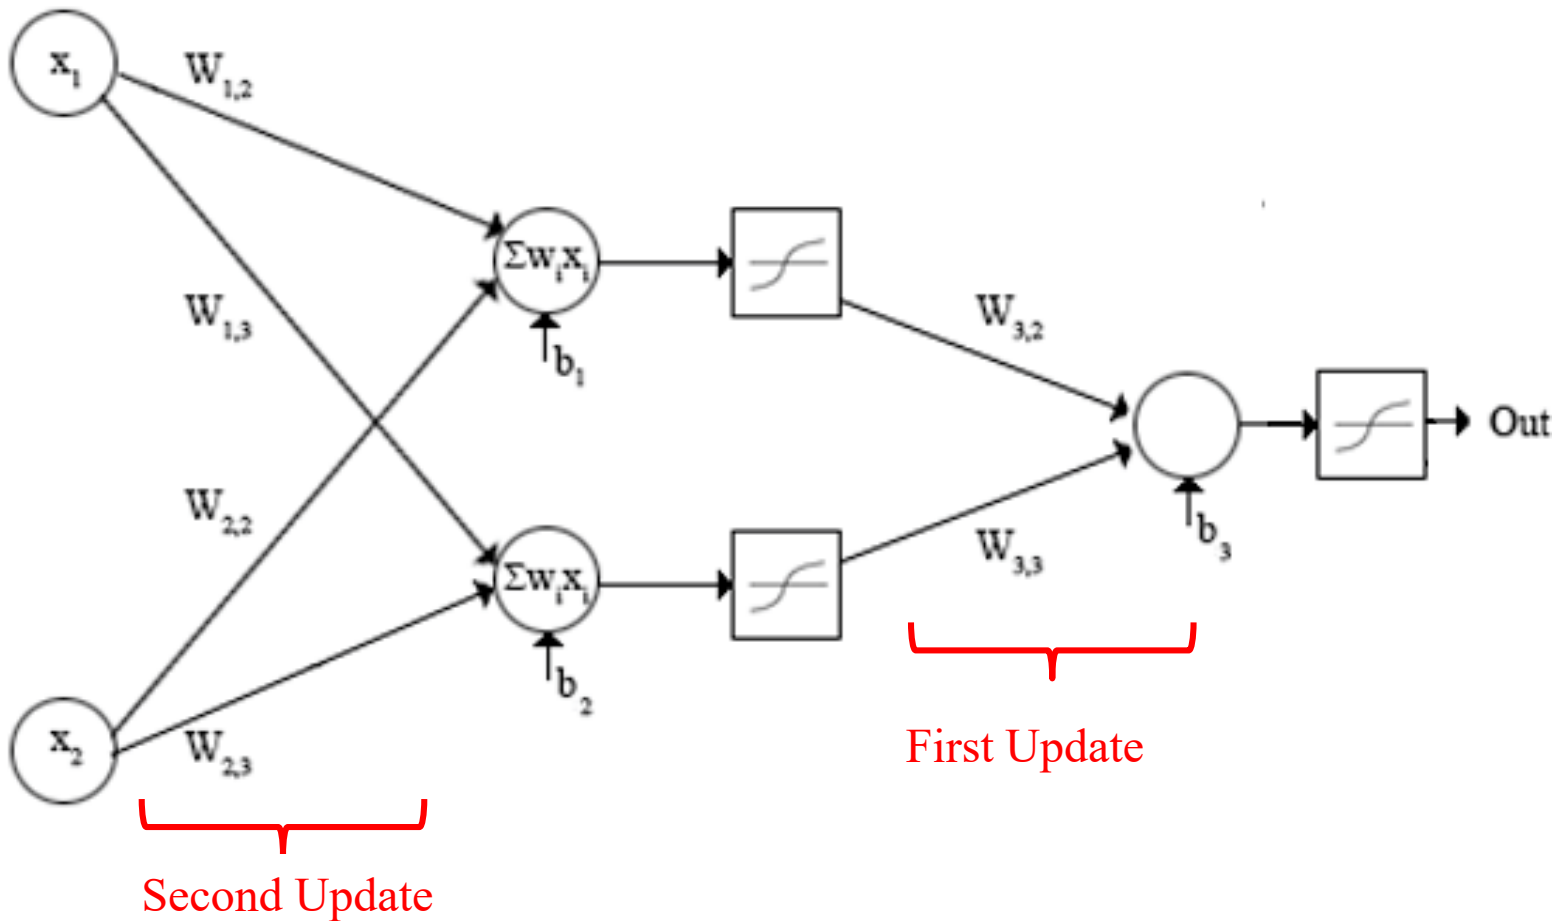 x₁
W₁,₂
Σwᵢxᵢ
W₁,₃
W₃,₂
b₁
Out
W₂,₂
b₃
W₃,₃
Σwᵢxᵢ
b₂
x₂
W₂,₃
First Update
Second Update